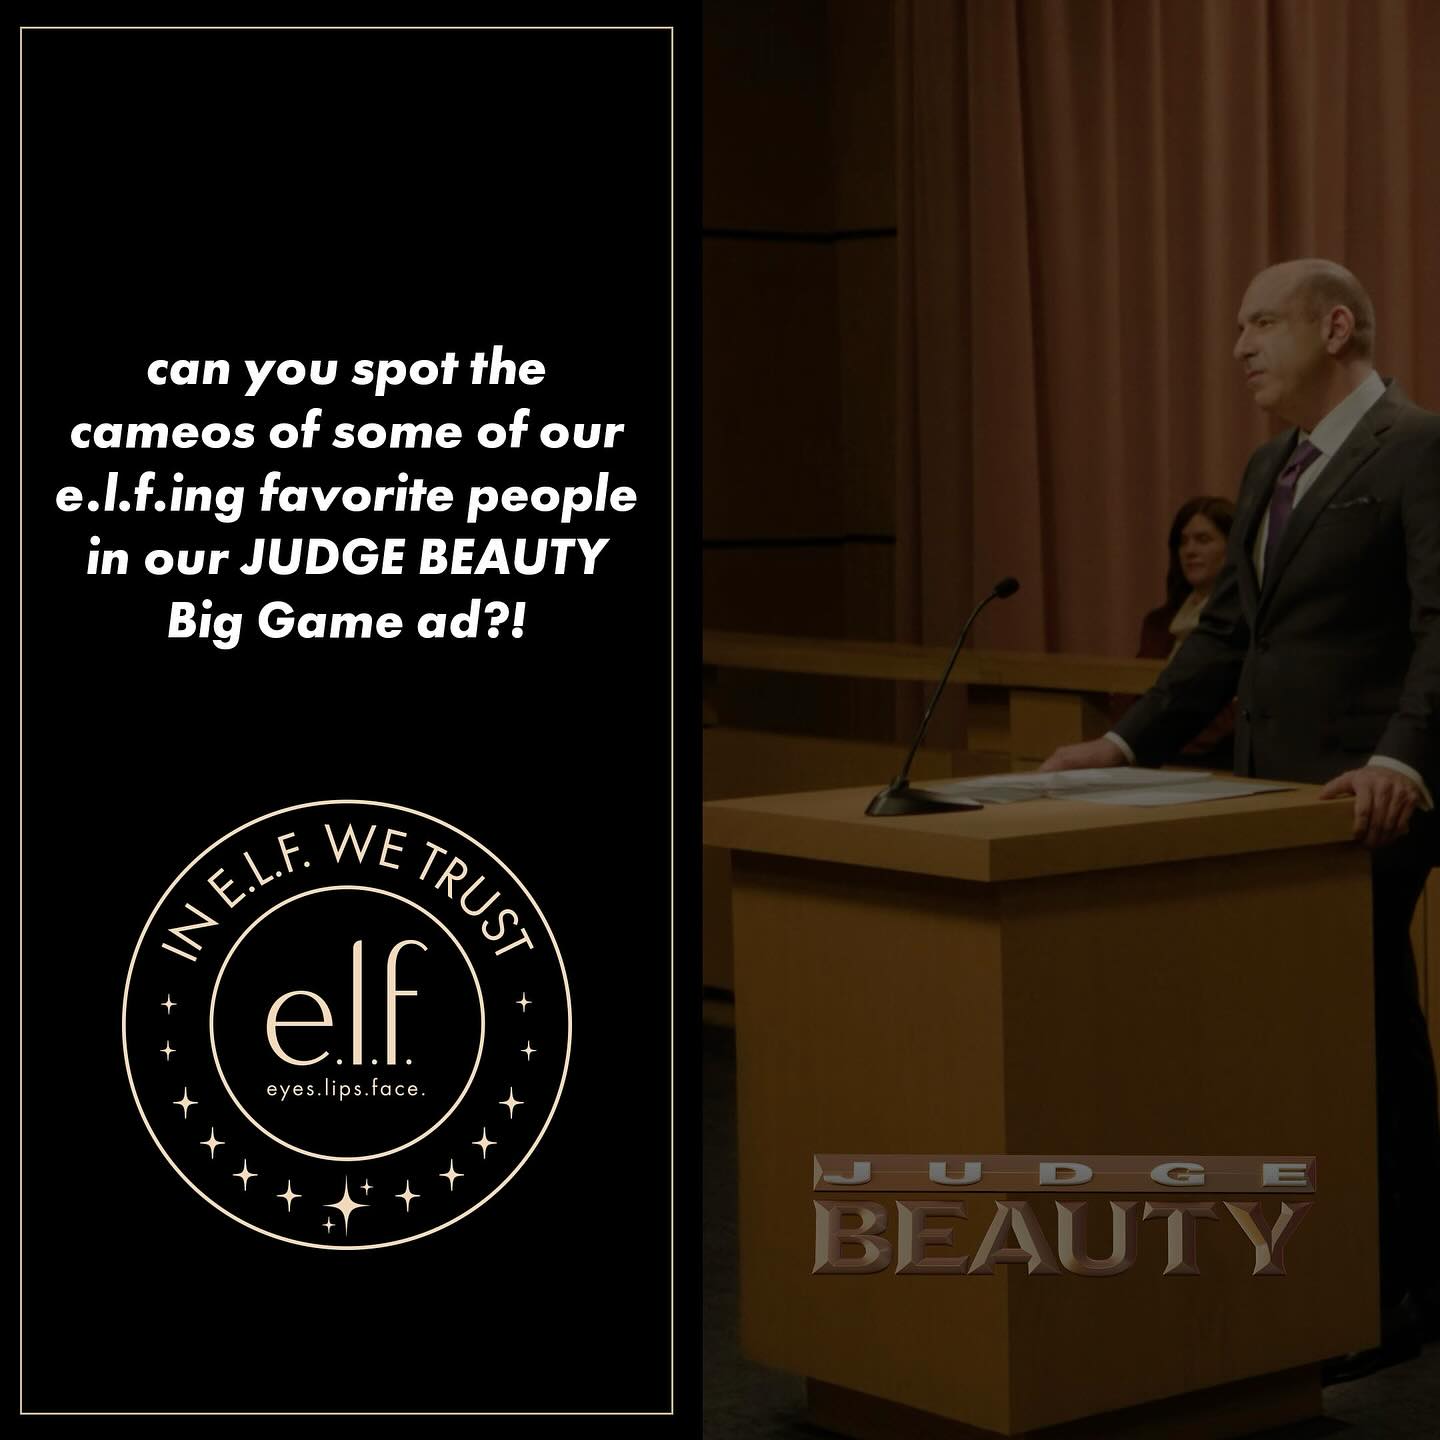 can you spot the
cameos of some of our
e.l.f.ing favorite people
in our JUDGE BEAUTY
Big Game ad?!
IN E.L.F. WE TRUST
e.l.f.
eyes.lips.face.
JUDGE
BEAUTY